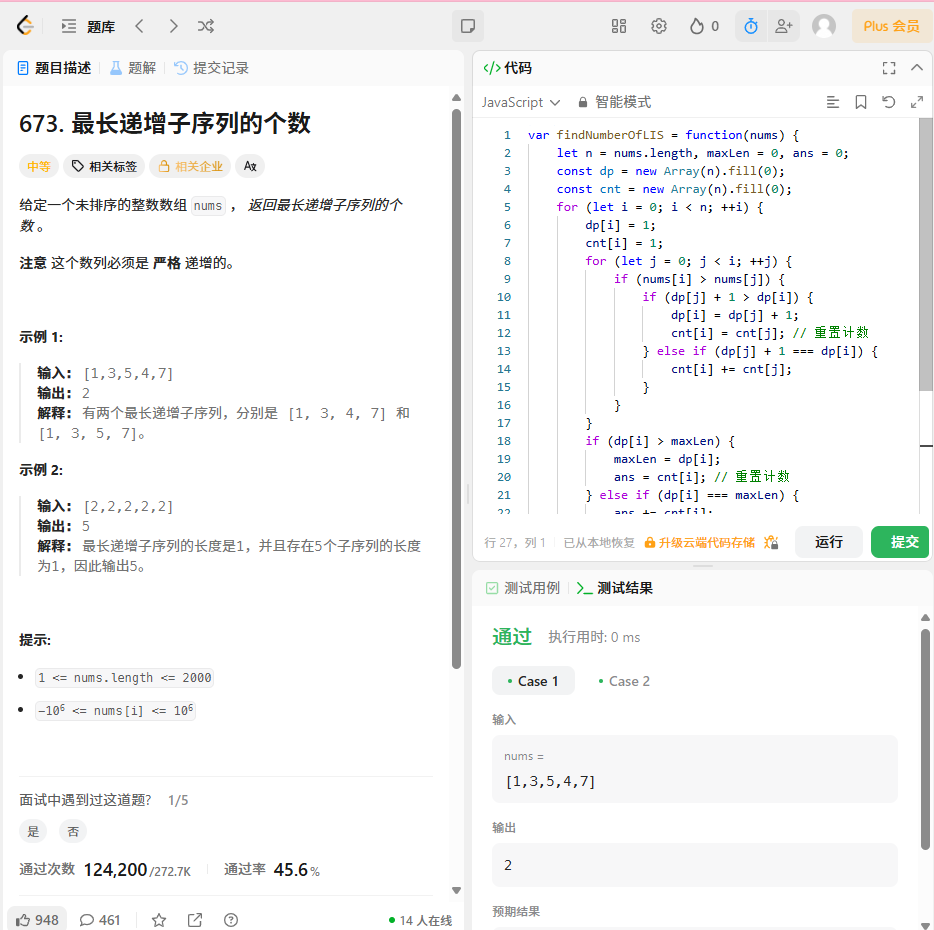 题库
0
Plus 会员
题目描述
题解
提交记录
673. 最长递增子序列的个数
中等
相关标签
相关企业
给定一个未排序的整数数组 nums ， 返回最长递增子序列的个
数 。
注意 这个数列必须是 严格 递增的。
示例 1:
输入: [1,3,5,4,7]
输出: 2
解释: 有两个最长递增子序列，分别是 [1, 3, 4, 7] 和
[1, 3, 5, 7]。
示例 2:
输入: [2,2,2,2,2]
输出: 5
解释: 最长递增子序列的长度是1，并且存在5个子序列的长度
为1，因此输出5。
提示:
1 <= nums.length <= 2000
-10⁶ <= nums[i] <= 10⁶
面试中遇到过这道题? 1/5
是
否
通过次数 124,200/272.7K
通过率 45.6%
948
461
14 人在线
</> 代码
JavaScript
智能模式
1 var findNumberOfLIS = function(nums) {
2 let n = nums.length, maxLen = 0, ans = 0;
3 const dp = new Array(n).fill(0);
4 const cnt = new Array(n).fill(0);
5 for (let i = 0; i < n; ++i) {
6 dp[i] = 1;
7 cnt[i] = 1;
8 for (let j = 0; j < i; ++j) {
9 if (nums[i] > nums[j]) {
10 if (dp[j] + 1 > dp[i]) {
11 dp[i] = dp[j] + 1;
12 cnt[i] = cnt[j]; // 重置计数
13 } else if (dp[j] + 1 === dp[i]) {
14 cnt[i] += cnt[j];
15 }
16 }
17 }
18 if (dp[i] > maxLen) {
19 maxLen = dp[i];
20 ans = cnt[i]; // 重置计数
21 } else if (dp[i] === maxLen) {
22 ans += cnt[i];
行 27，列 1
已从本地恢复
升级云端代码存储
运行
提交
测试用例
测试结果
通过
执行用时: 0 ms
Case 1
Case 2
输入
nums =
[1,3,5,4,7]
输出
2
预期结果